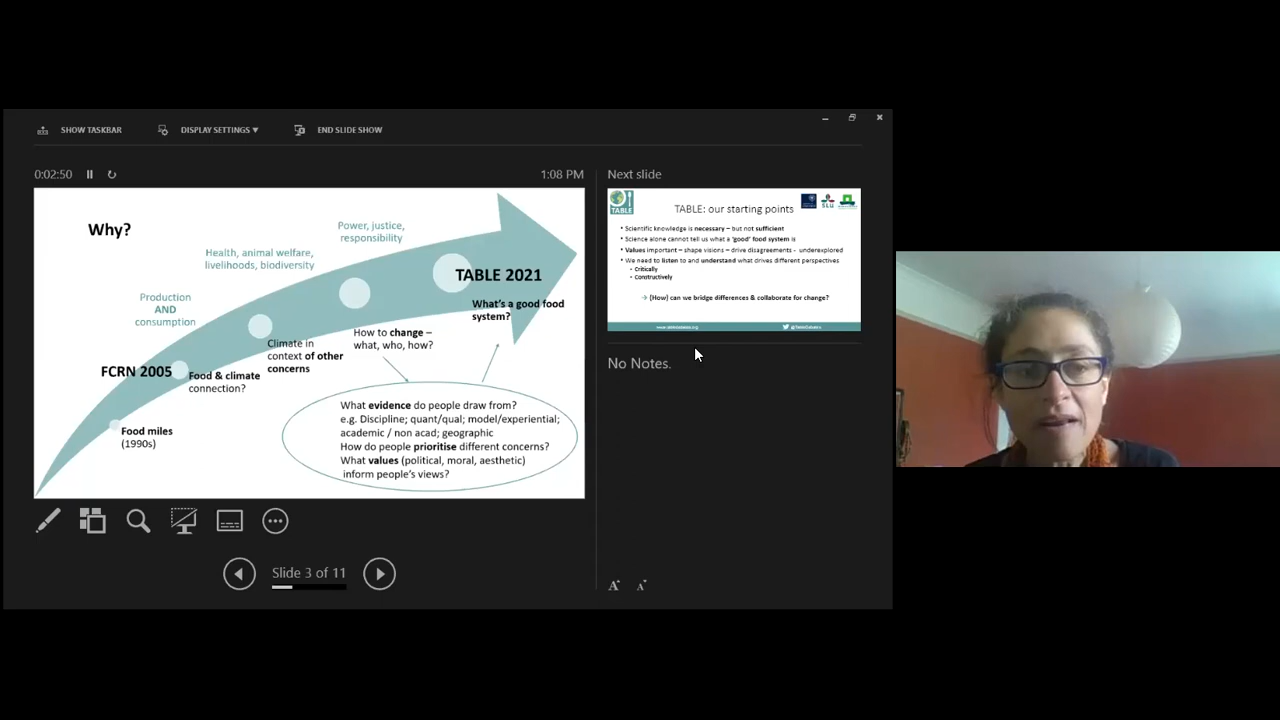 SHOW TASKBAR
DISPLAY SETTINGS ▼
END SLIDE SHOW
0:02:50
1:08 PM
Why?
Power, justice,
responsibility
Health, animal welfare,
livelihoods, biodiversity
Production
AND
consumption
TABLE 2021
What's a good food
system?
How to change –
what, who, how?
Climate in
context of other
concerns
FCRN 2005
Food & climate
connection?
Food miles
(1990s)
What evidence do people draw from?
e.g. Discipline; quant/qual; model/experiential;
academic / non acad; geographic
How do people prioritise different concerns?
What values (political, moral, aesthetic)
inform people's views?
Slide 3 of 11
Next slide
TABLE
SLU
TABLE: our starting points
• Scientific knowledge is necessary – but not sufficient
• Science alone cannot tell us what a 'good' food system is
• Values important – shape visions – drive disagreements - underexplored
• We need to listen to and understand what drives different perspectives
• Critically
• Constructively
→ (How) can we bridge differences & collaborate for change?
No Notes.
A
A